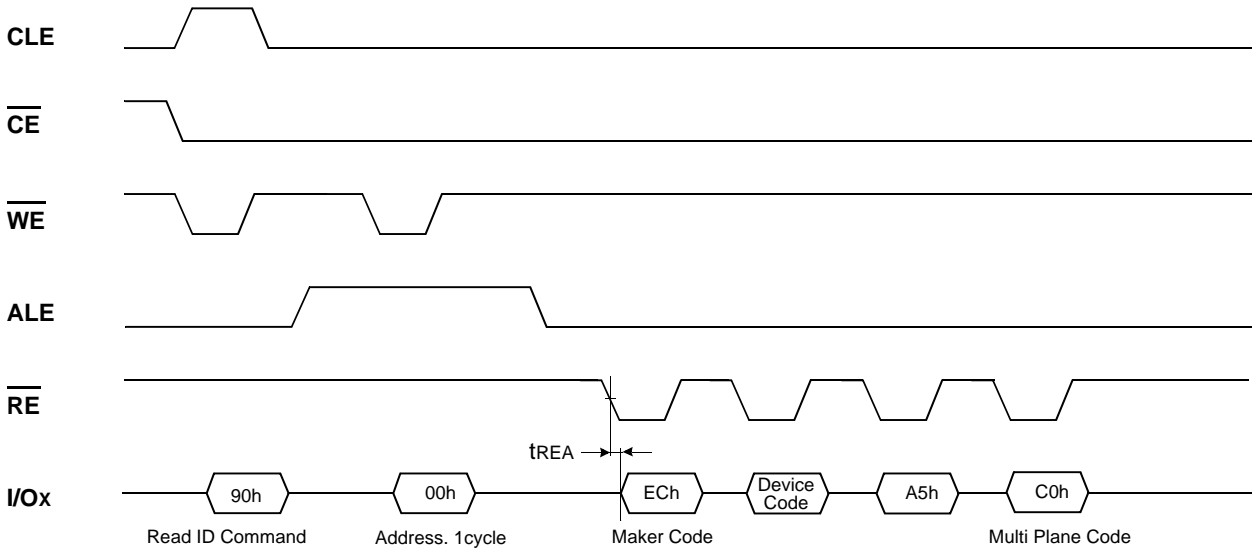 CLE
CE
WE
ALE
RE
tREA
I/Ox
90h
00h
ECh
Device
Code
A5h
C0h
Read ID Command
Address. 1cycle
Maker Code
Multi Plane Code